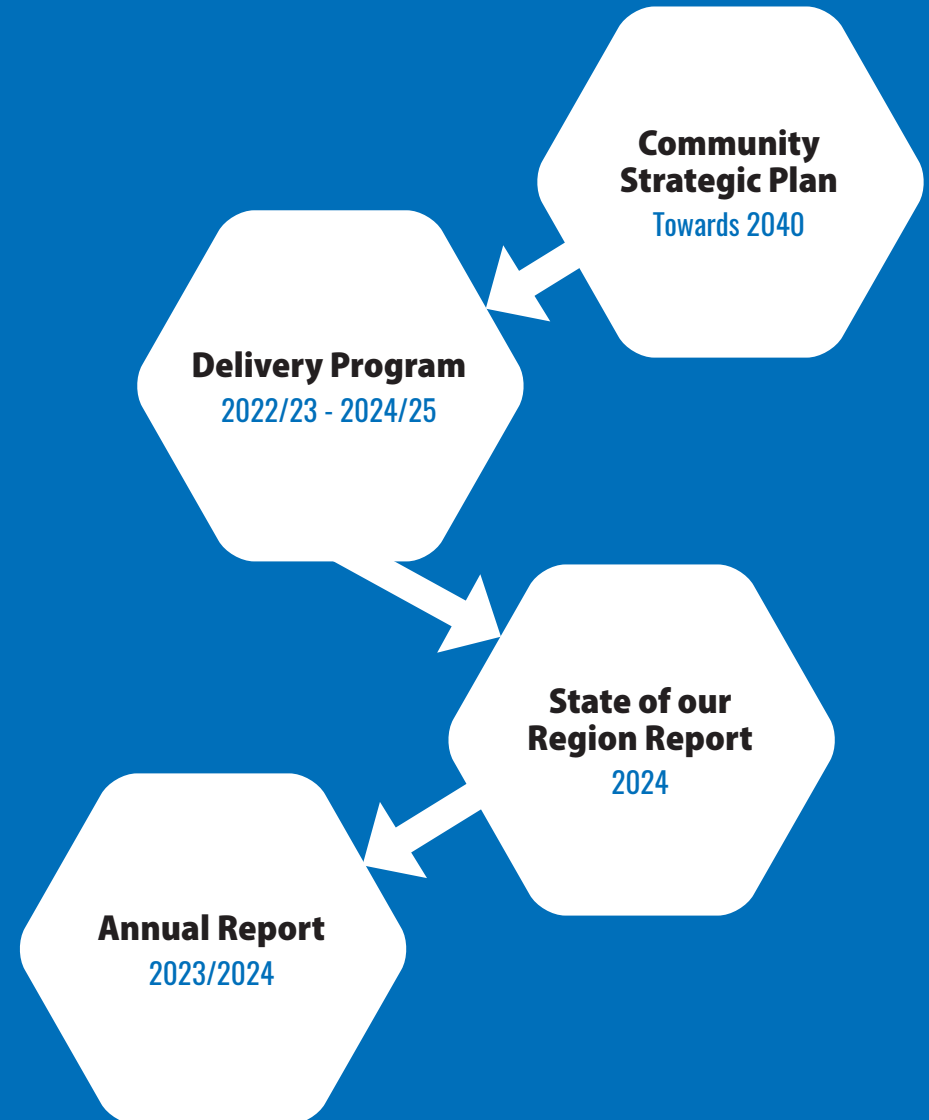 Community
Strategic Plan
Towards 2040
Delivery Program
2022/23 - 2024/25
State of our
Region Report
2024
Annual Report
2023/2024